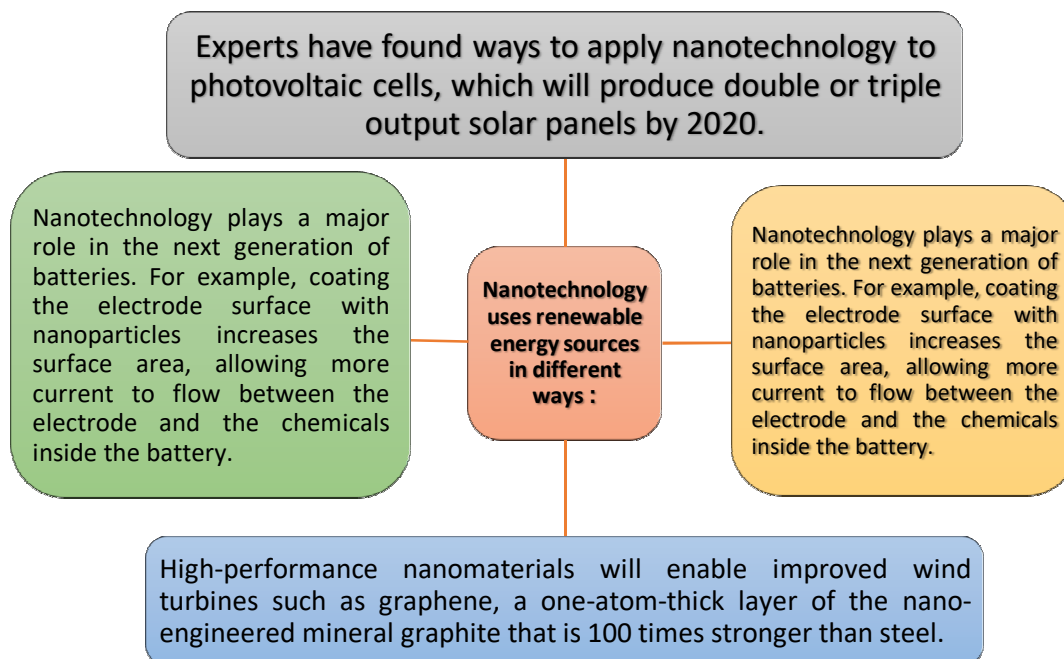 Experts have found ways to apply nanotechnology to
photovoltaic cells, which will produce double or triple
output solar panels by 2020.
Nanotechnology plays a major
role in the next generation of
batteries. For example, coating
the electrode surface with
nanoparticles increases the
surface area, allowing more
current to flow between the
electrode and the chemicals
inside the battery.
Nanotechnology
uses renewable
energy sources
in different
ways :
Nanotechnology plays a major
role in the next generation of
batteries. For example, coating
the electrode surface with
nanoparticles increases the
surface area, allowing more
current to flow between the
electrode and the chemicals
inside the battery.
High-performance nanomaterials will enable improved wind
turbines such as graphene, a one-atom-thick layer of the nano-
engineered mineral graphite that is 100 times stronger than steel.